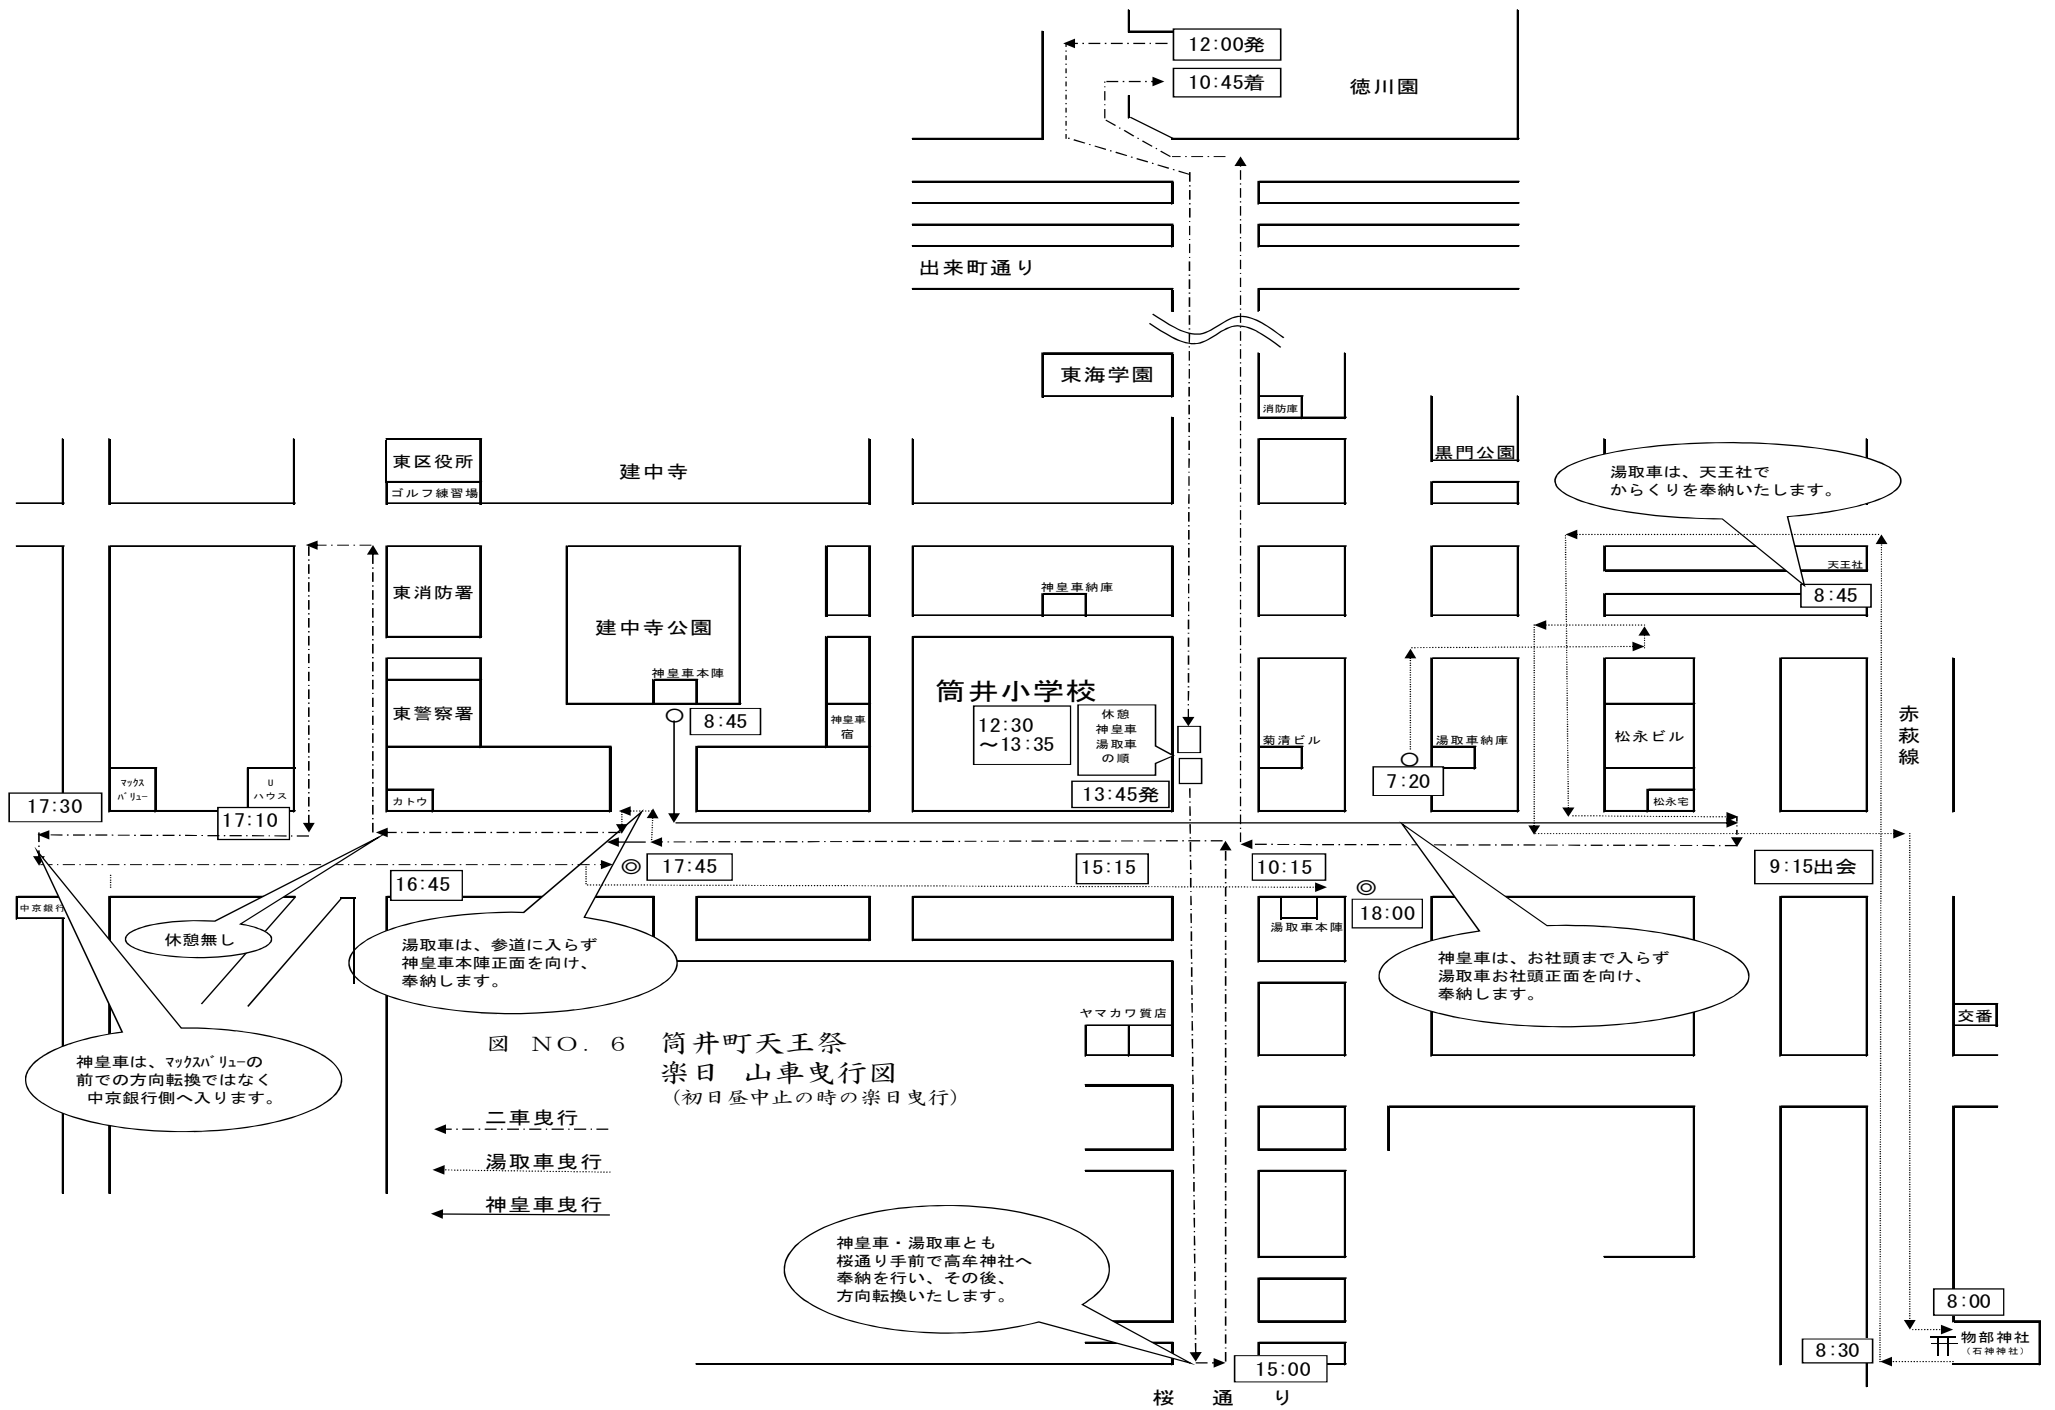 12:00発
10:45着
徳川園
出来町通り
東海学園
消防庫
黒門公園
東区役所
ゴルフ練習場
建中寺
湯取車は、天王社で
からくりを奉納いたします。
天王社
8:45
東消防署
建中寺公園
神皇車本陣
神皇車納庫
東警察署
8:45
神皇車
宿
筒井小学校
12:30
～13:35
休憩
神皇車
湯取車
の順
13:45発
菊清ビル
湯取車納庫
7:20
松永ビル
松永宅
赤萩線
マックス
バリュー
U
ハウス
カトウ
17:30
17:10
17:45
15:15
10:15
9:15出会
16:45
18:00
中京銀行
休憩無し
湯取車本陣
湯取車は、参道に入らず
神皇車本陣正面を向け、
奉納します。
神皇車は、お社頭まで入らず
湯取車お社頭正面を向け、
奉納します。
ヤマカワ質店
交番
神皇車は、マックスバリューの
前での方向転換ではなく
中京銀行側へ入ります。
図 NO. 6 筒井町天王祭
楽日 山車曳行図
(初日昼中止の時の楽日曳行)
二車曳行
湯取車曳行
神皇車曳行
神皇車・湯取車とも
桜通り手前で高牟神社へ
奉納を行い、その後、
方向転換いたします。
8:00
物部神社
(石神神社)
8:30
15:00
桜通り